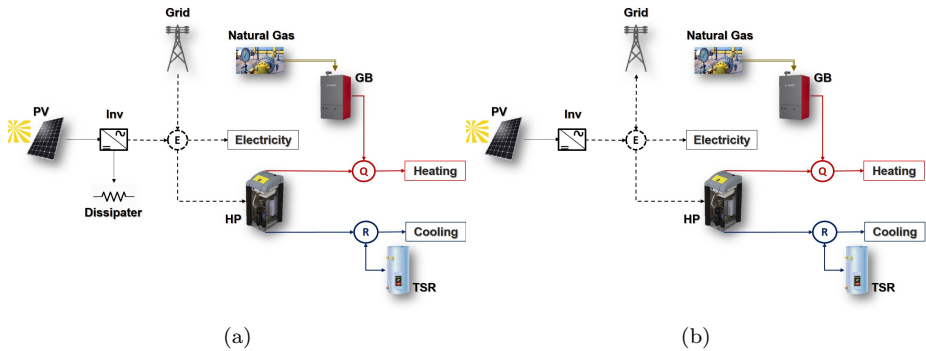 Grid
Natural Gas
GB
PV
Inv
E
Electricity
Dissipater
Q
Heating
HP
R
Cooling
TSR
(a)
Grid
Natural Gas
GB
PV
Inv
E
Electricity
Q
Heating
HP
R
Cooling
TSR
(b)